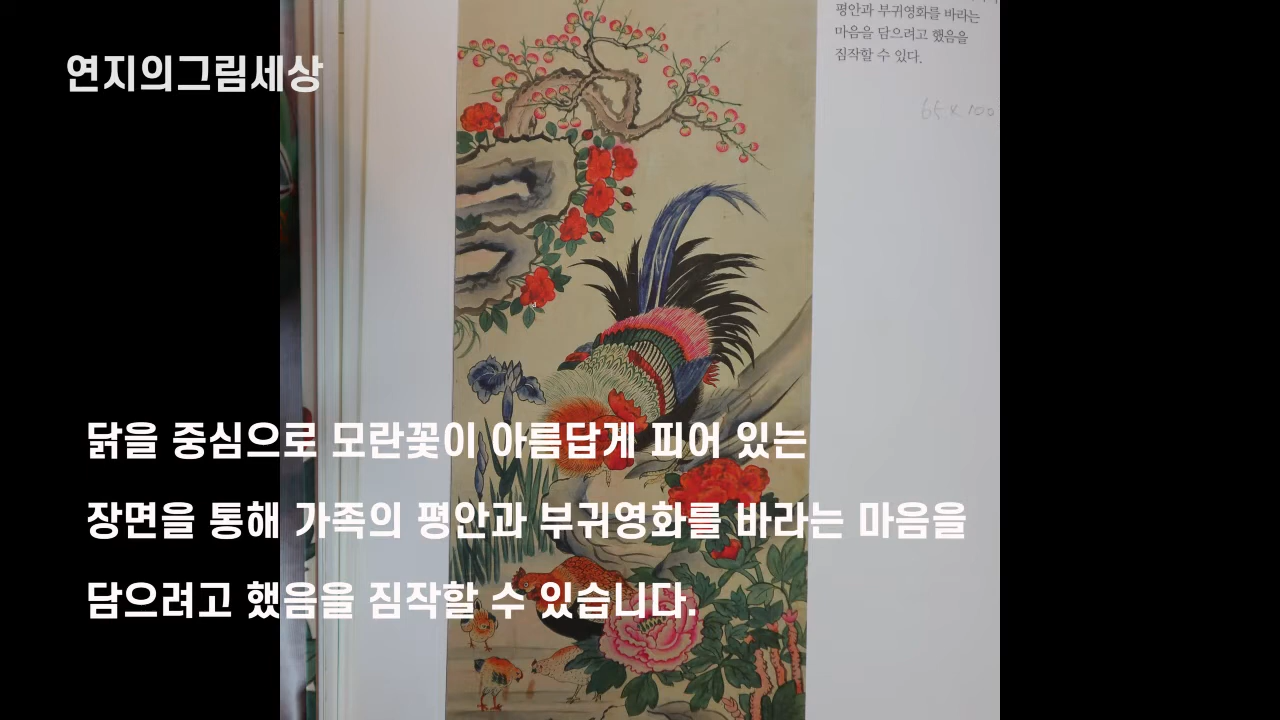 연지의그림세상
평안과 부귀영화를 바라는
마음을 담으려고 했음을
짐작할 수 있다.
65 x 100
닭을 중심으로 모란꽃이 아름답게 피어 있는
장면을 통해 가족의 평안과 부귀영화를 바라는 마음을
담으려고 했음을 짐작할 수 있습니다.